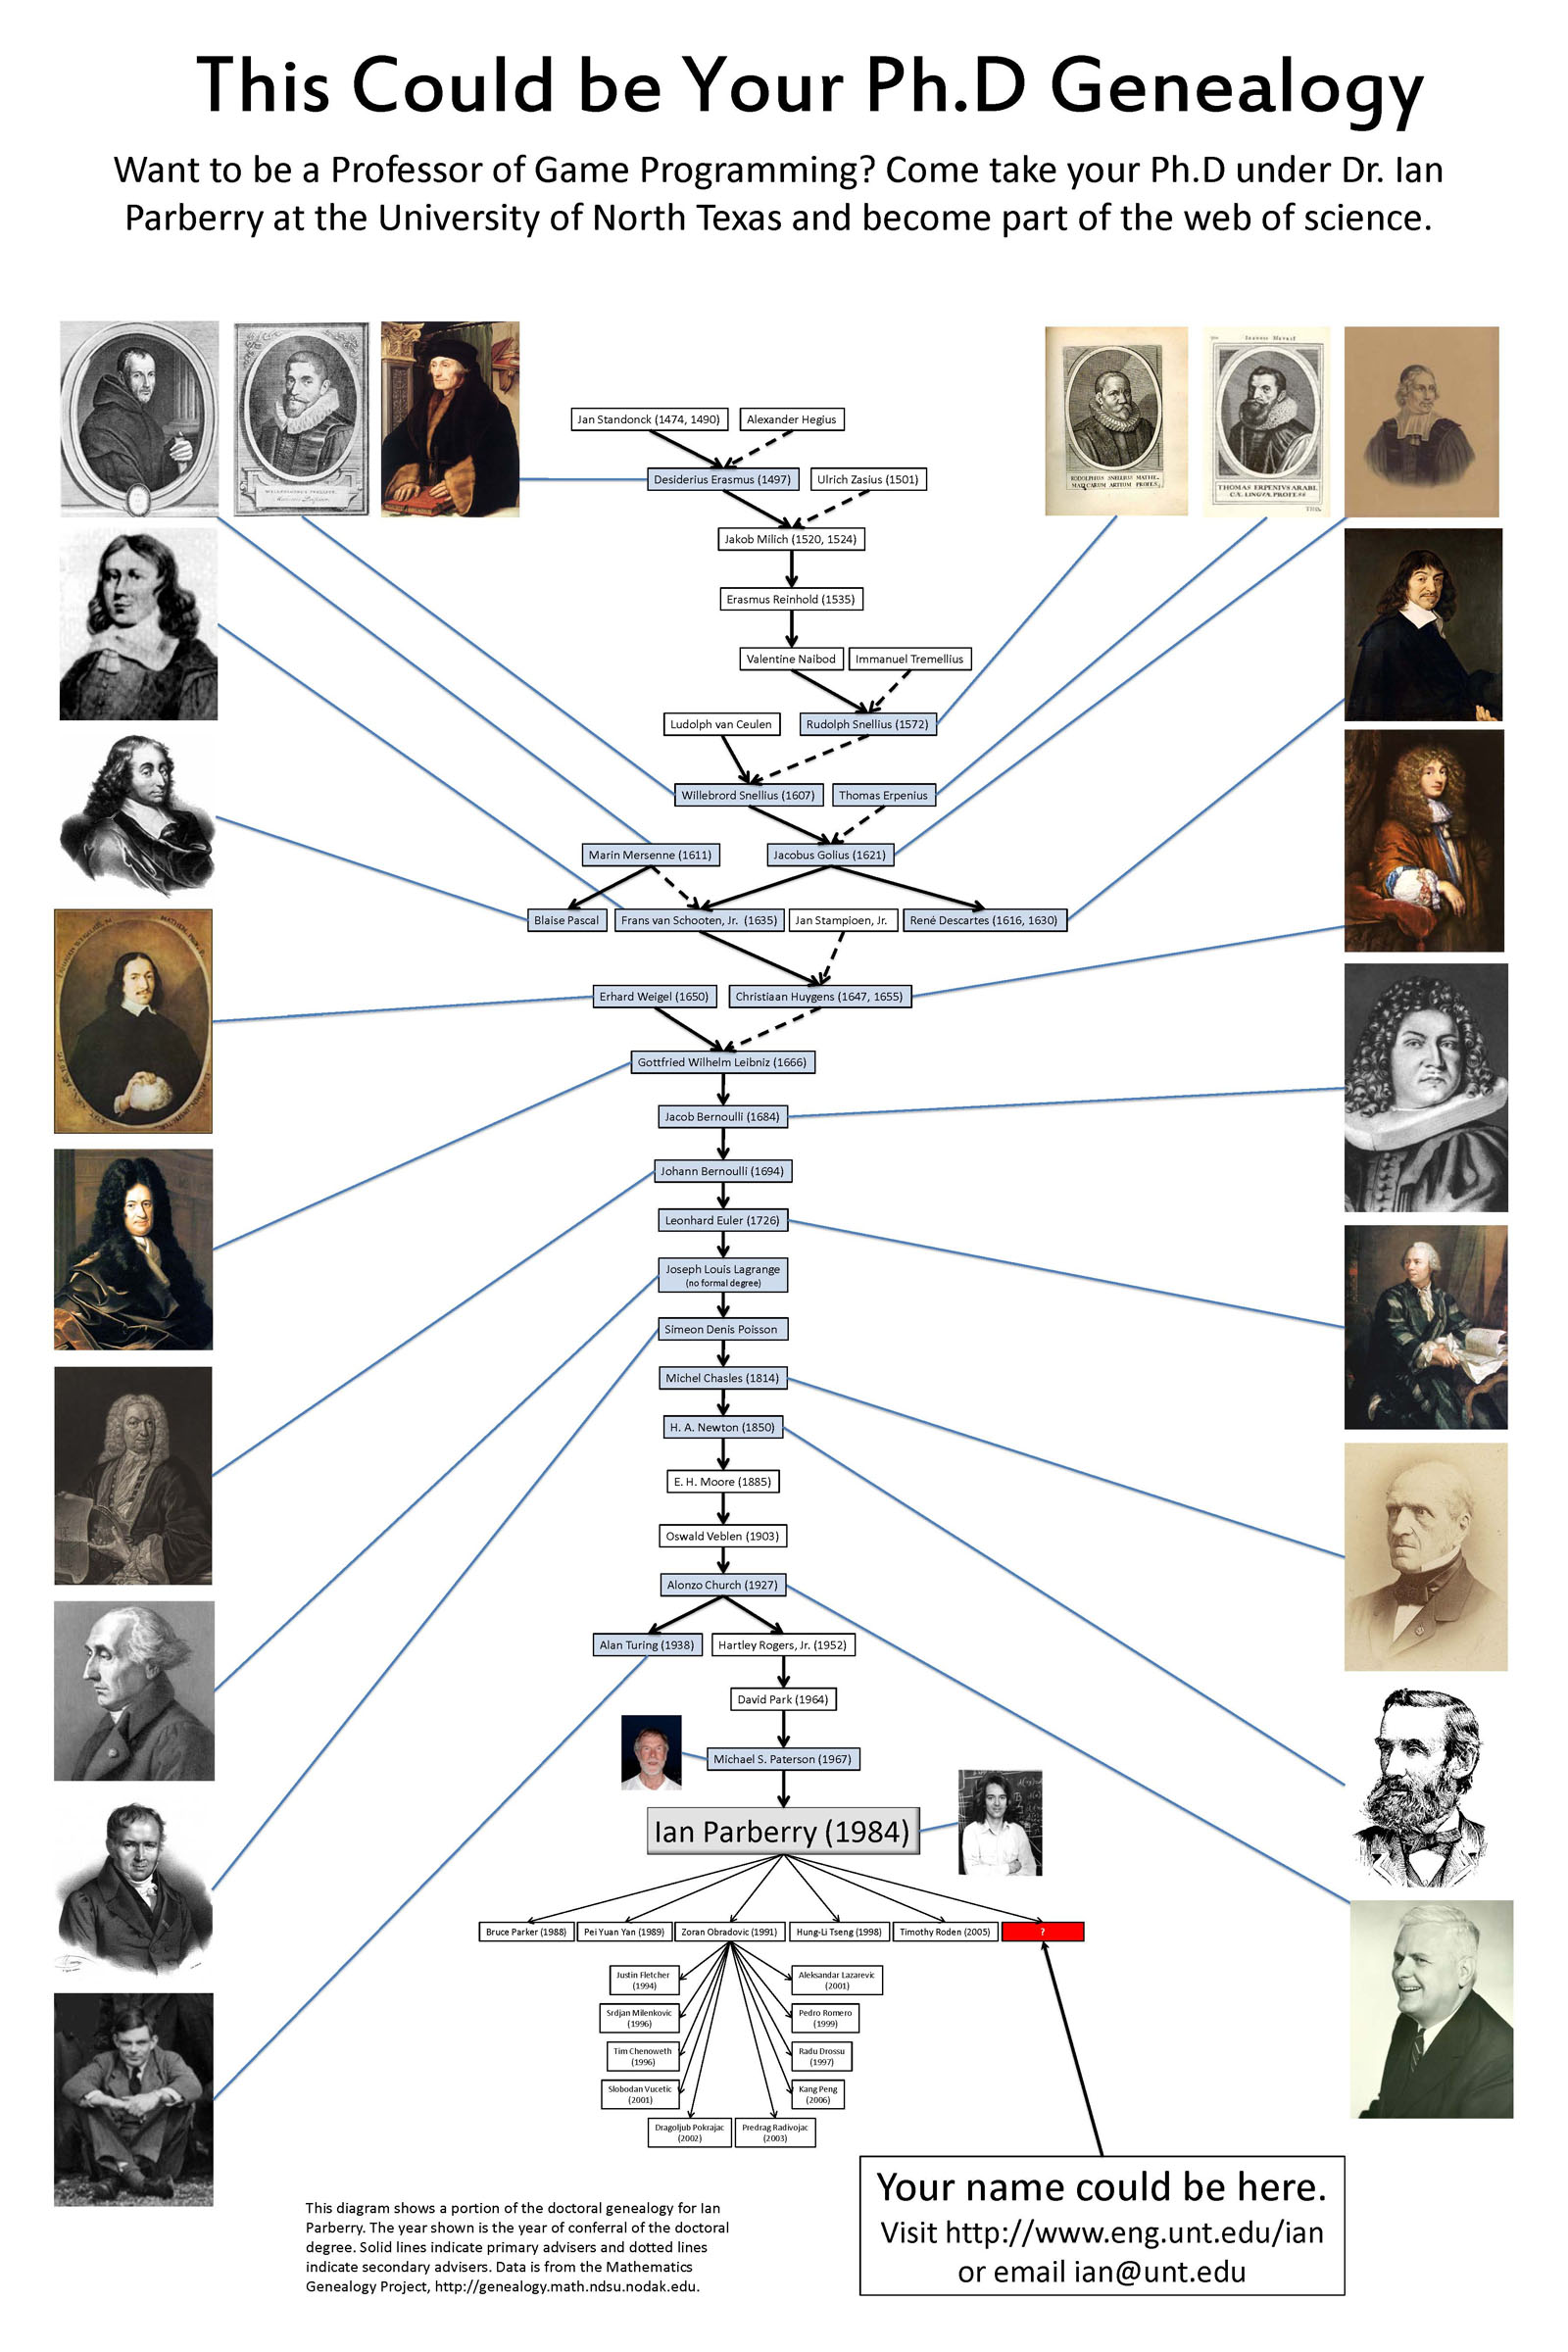 This Could be Your Ph.D Genealogy
Want to be a Professor of Game Programming? Come take your Ph.D under Dr. Ian
Parberry at the University of North Texas and become part of the web of science.
RODOLPHUS SNELLIUS MATHE-
THOMAS ERPENIVS ARABI.
Jan Standonck (1474, 1490)
Alexander Hegius
Desiderius Erasmus (1497)
Ulrich Zasius (1501)
Jakob Milich (1520, 1524)
Erasmus Reinhold (1535)
Valentine Naibod
Immanuel Tremellius
Ludolph van Ceulen
Rudolph Snellius (1572)
Willebrord Snellius (1607)
Thomas Erpenius
Marin Mersenne (1611)
Jacobus Golius (1621)
Blaise Pascal
Frans van Schooten, Jr. (1635)
Jan Stampioen, Jr.
René Descartes (1616, 1630)
Erhard Weigel (1650)
Christiaan Huygens (1647, 1655)
Gottfried Wilhelm Leibniz (1666)
Jacob Bernoulli (1684)
Johann Bernoulli (1694)
Leonhard Euler (1726)
Joseph Louis Lagrange
(no formal degree)
Simeon Denis Poisson
Michel Chasles (1814)
H. A. Newton (1850)
E. H. Moore (1885)
Oswald Veblen (1903)
Alonzo Church (1927)
Alan Turing (1938)
Hartley Rogers, Jr. (1952)
David Park (1964)
Michael S. Paterson (1967)
Ian Parberry (1984)
Bruce Parker (1988)
Pei Yuan Yan (1989)
Zoran Obradovic (1991)
Hung-Li Tseng (1998)
Timothy Roden (2005)
?
Justin Fletcher
(1994)
Aleksandar Lazarevic
(2001)
Srdjan Milenkovic
(1996)
Pedro Romero
(1999)
Tim Chenoweth
(1996)
Radu Drossu
(1997)
Slobodan Vucetic
(2001)
Kang Peng
(2006)
Dragoljub Pokrajac
(2002)
Predrag Radivojac
(2003)
Your name could be here.
Visit http://www.eng.unt.edu/ian
or email ian@unt.edu
This diagram shows a portion of the doctoral genealogy for Ian
Parberry. The year shown is the year of conferral of the doctoral
degree. Solid lines indicate primary advisers and dotted lines
indicate secondary advisers. Data is from the Mathematics
Genealogy Project, http://genealogy.math.ndsu.nodak.edu.